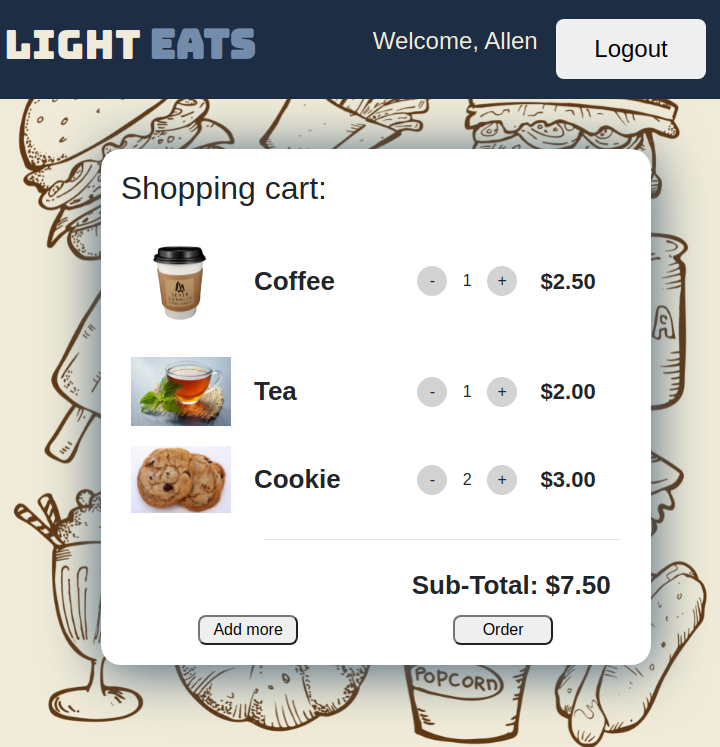 LIGHT EATS
Welcome, Allen
Logout
Shopping cart:
Coffee
- 1 +
$2.50
Tea
- 1 +
$2.00
Cookie
- 2 +
$3.00
Sub-Total: $7.50
Add more
Order
POPCORN